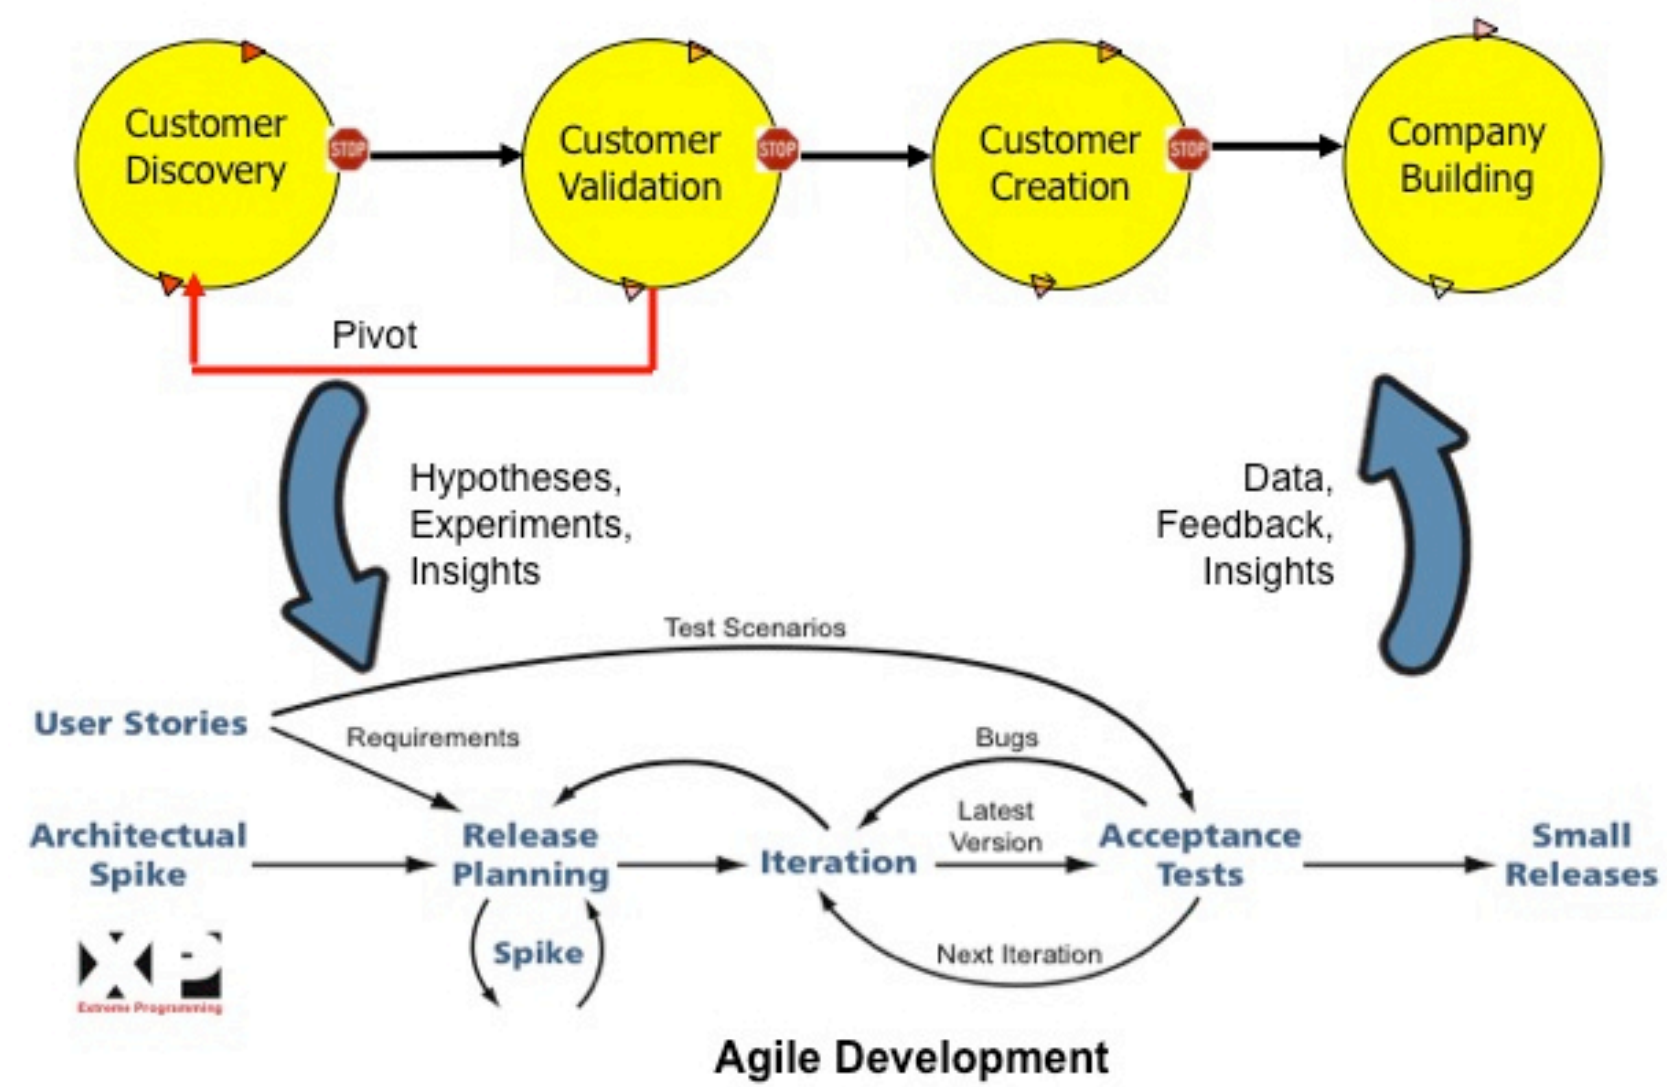 Customer
Discovery
STOP
Customer
Validation
STOP
Customer
Creation
STOP
Company
Building
Pivot
Hypotheses,
Experiments,
Insights
Data,
Feedback,
Insights
Test Scenarios
User Stories
Requirements
Bugs
Latest
Version
Architectual
Spike
Release
Planning
Iteration
Acceptance
Tests
Small
Releases
Spike
Next Iteration
XP
Extreme Programming
Agile Development